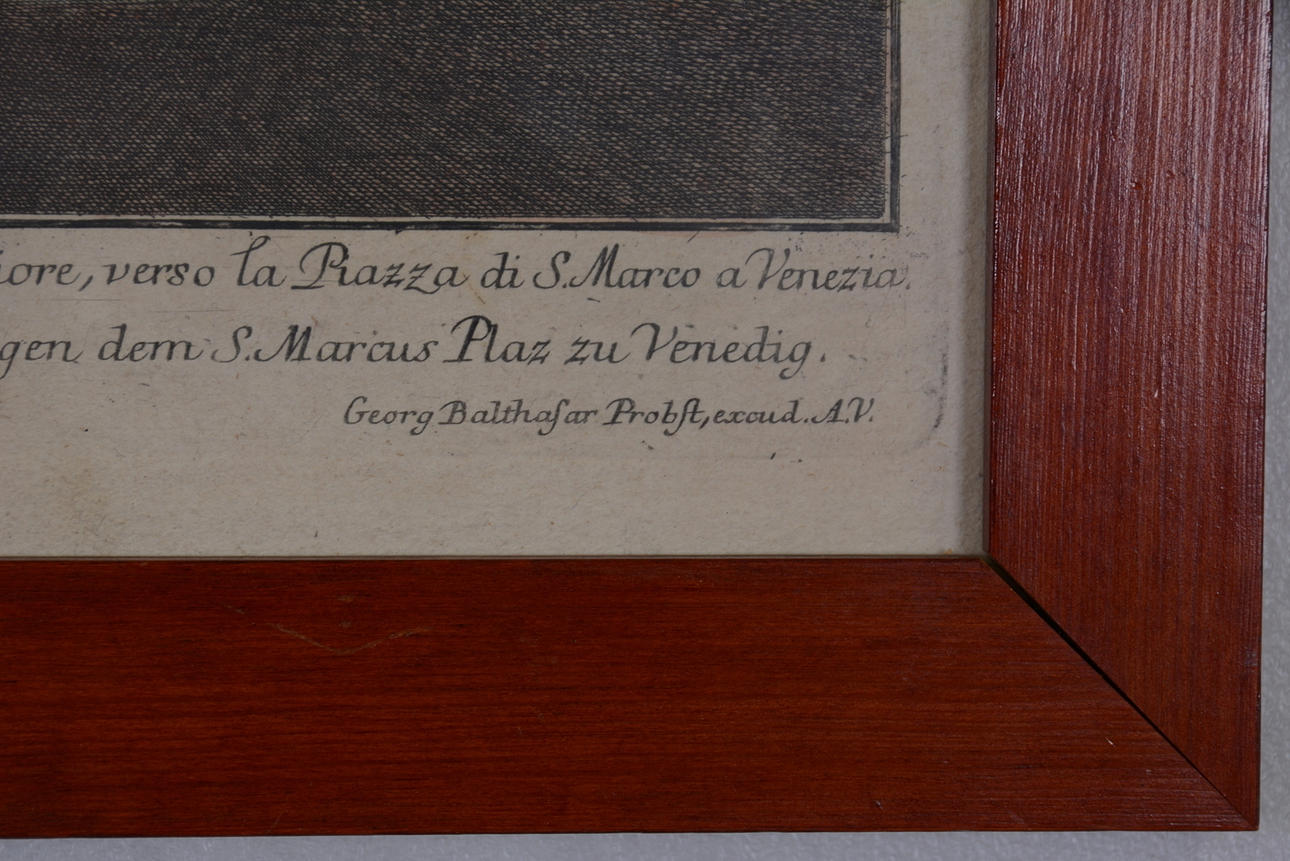 iore, verso la Piazza di S. Marco a Venezia.
gen dem S. Marcus Plaz zu Venedig.
Georg Balthaſar Probſt, excud. A.V.